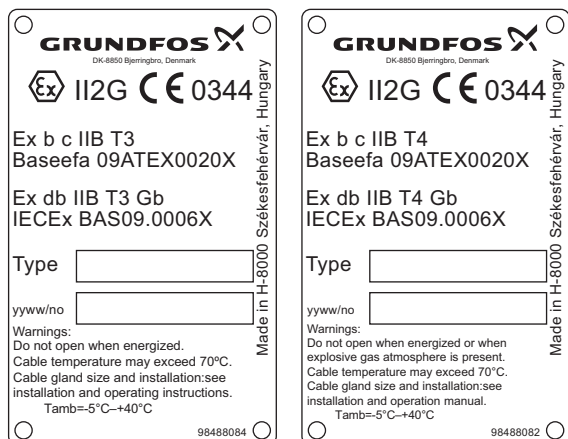 GRUNDFOS
DK-8850 Bjerringbro, Denmark
Ex II2G CE 0344
Ex b c IIB T3
Baseefa 09ATEX0020X
Ex db IIB T3 Gb
IECEx BAS09.0006X
Type
yyww/no
Warnings:
Do not open when energized.
Cable temperature may exceed 70°C.
Cable gland size and installation:see
installation and operating instructions.
Tamb=-5°C–+40°C
98488084
Made in H-8000 Székesfehérvár, Hungary
GRUNDFOS
DK-8850 Bjerringbro, Denmark
Ex II2G CE 0344
Ex b c IIB T4
Baseefa 09ATEX0020X
Ex db IIB T4 Gb
IECEx BAS09.0006X
Type
yyww/no
Warnings:
Do not open when energized or when
explosive gas atmosphere is present.
Cable temperature may exceed 70°C.
Cable gland size and installation:see
installation and operation manual.
Tamb=-5°C–+40°C
98488082
Made in H-8000 Székesfehérvár, Hungary